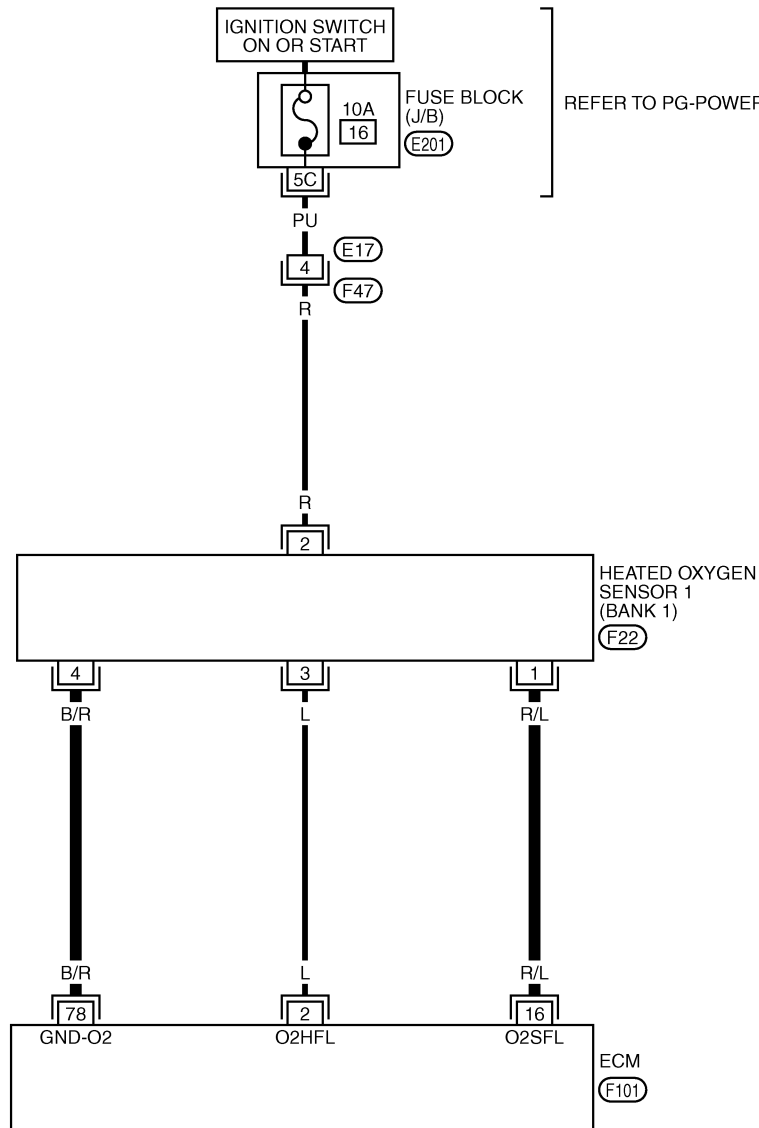 IGNITION SWITCH
ON OR START
10A
16
FUSE BLOCK
(J/B)
E201
REFER TO PG-POWER
5C
PU
4
E17
F47
R
R
2
HEATED OXYGEN
SENSOR 1
(BANK 1)
F22
4 3 1
B/R L R/L
B/R L R/L
78 2 16
GND-O2 O2HFL O2SFL
ECM
F101